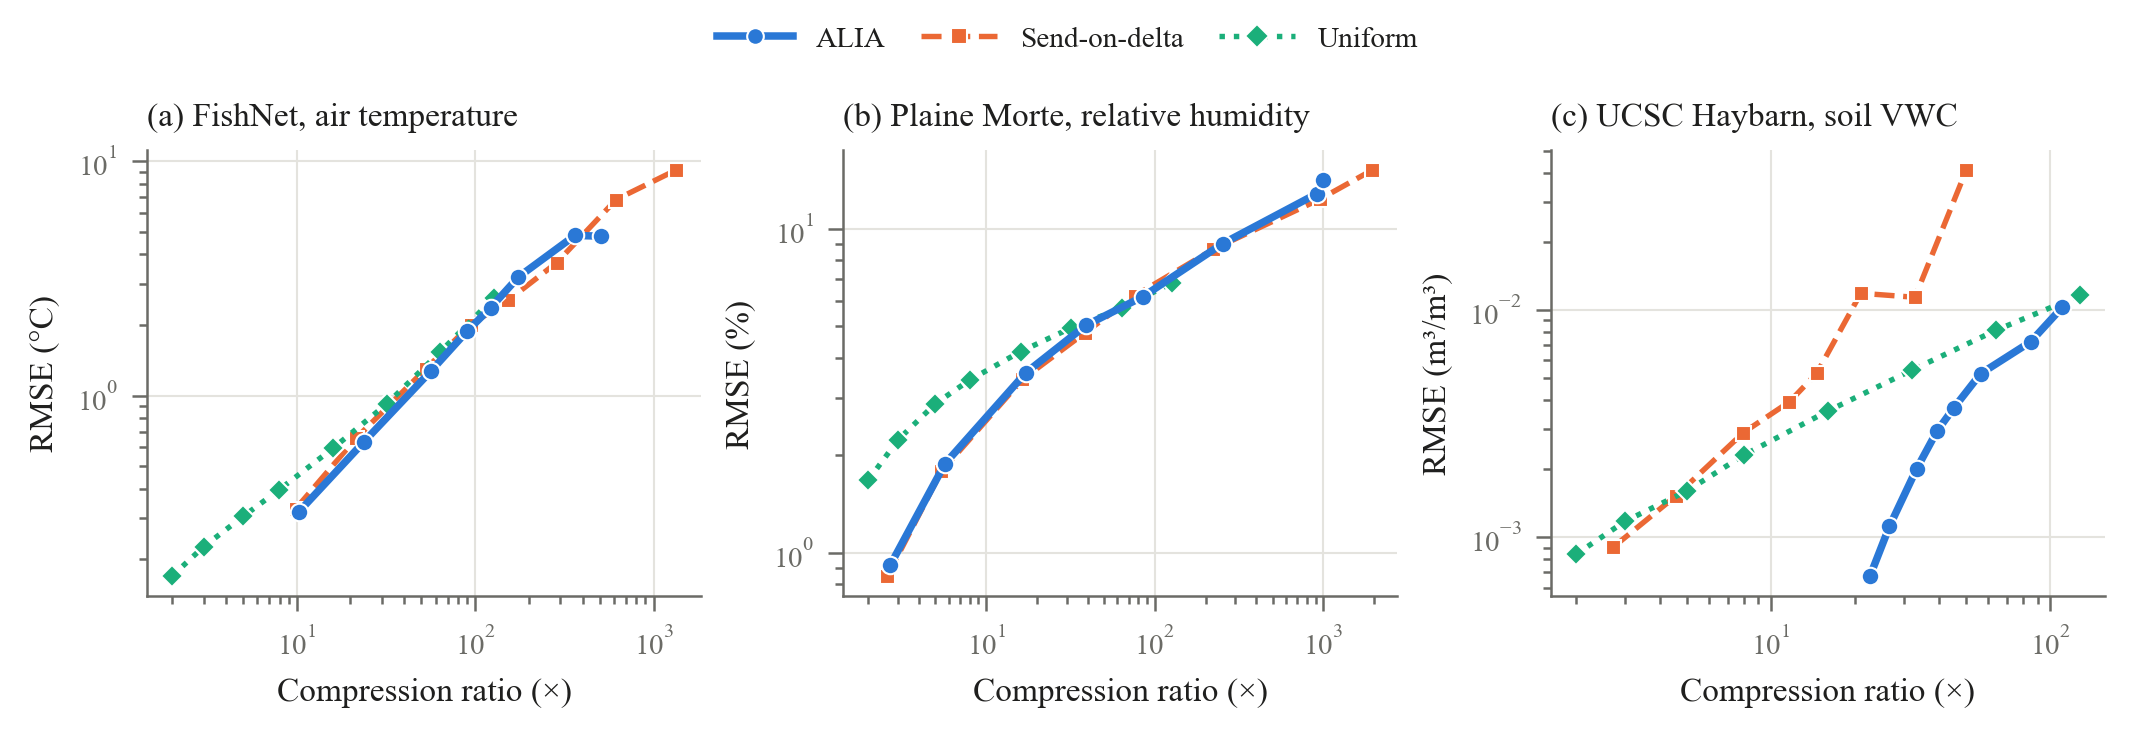 ALIA Send-on-delta Uniform
(a) FishNet, air temperature
RMSE (°C)
10¹
10⁰
10¹ 10² 10³
Compression ratio (×)
(b) Plaine Morte, relative humidity
RMSE (%)
10¹
10⁰
10¹ 10² 10³
Compression ratio (×)
(c) UCSC Haybarn, soil VWC
RMSE (m³/m³)
10⁻²
10⁻³
10¹ 10²
Compression ratio (×)